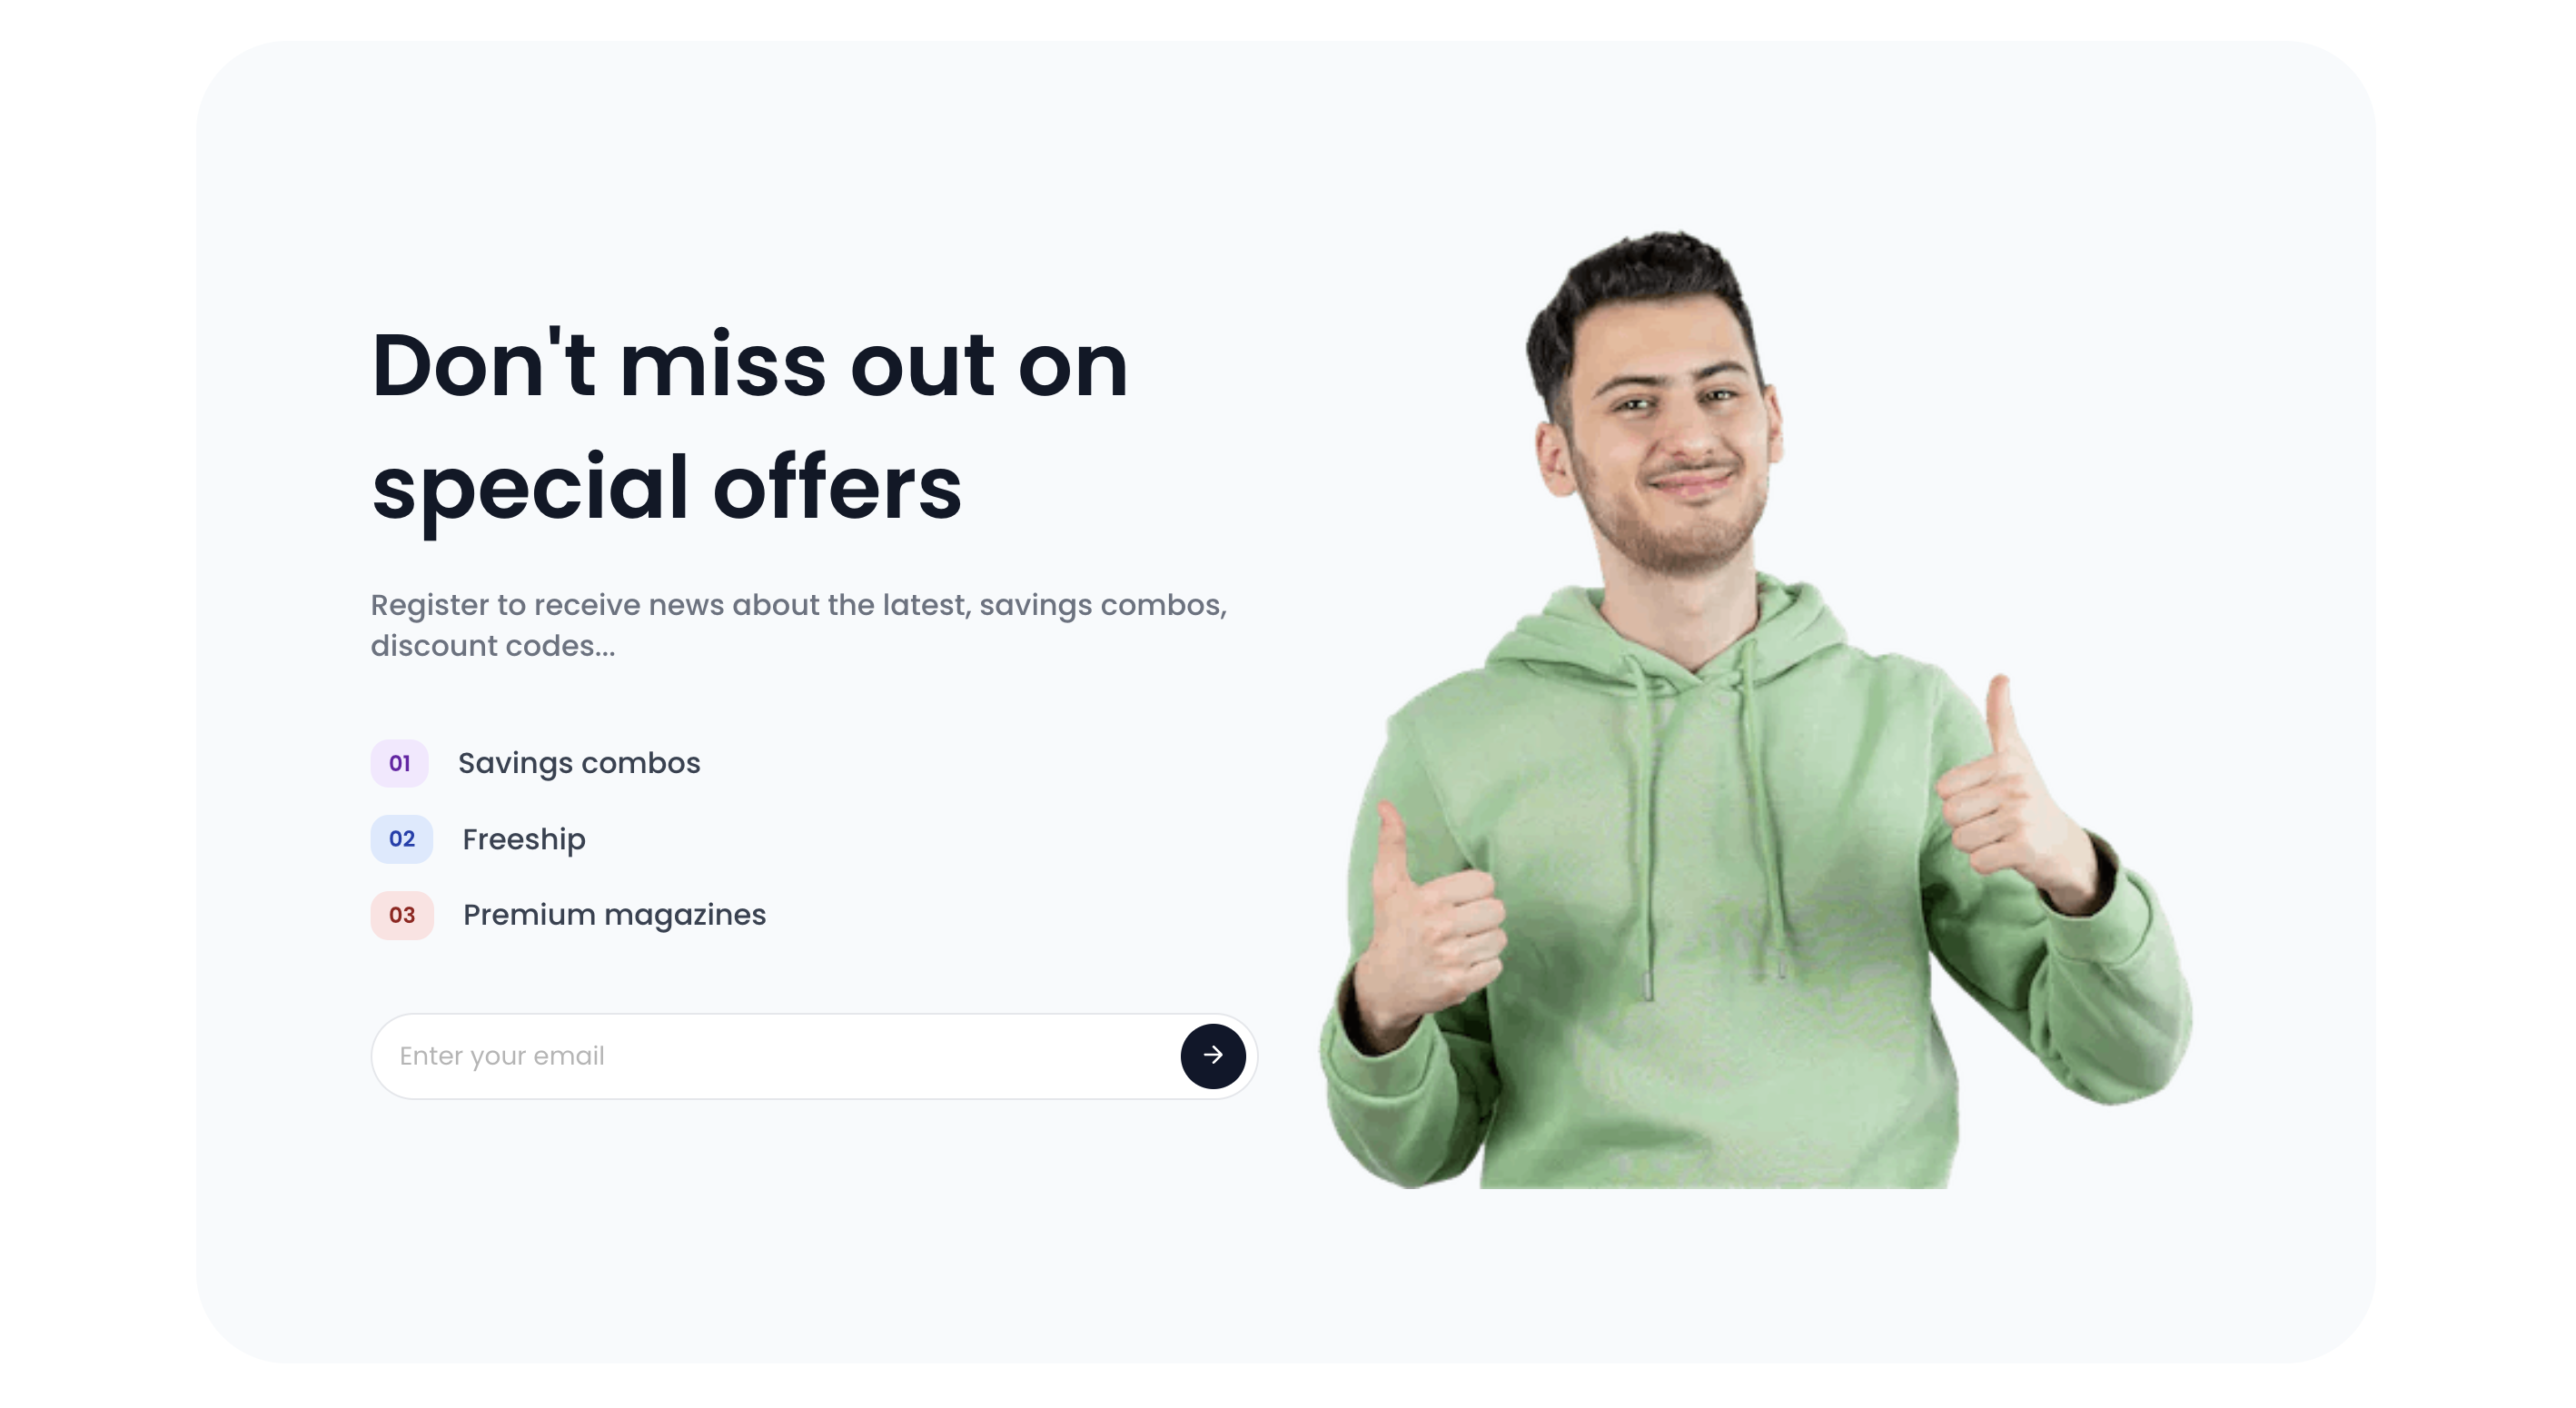 Don't miss out on
special offers
Register to receive news about the latest, savings combos,
discount codes...
01 Savings combos
02 Freeship
03 Premium magazines
Enter your email